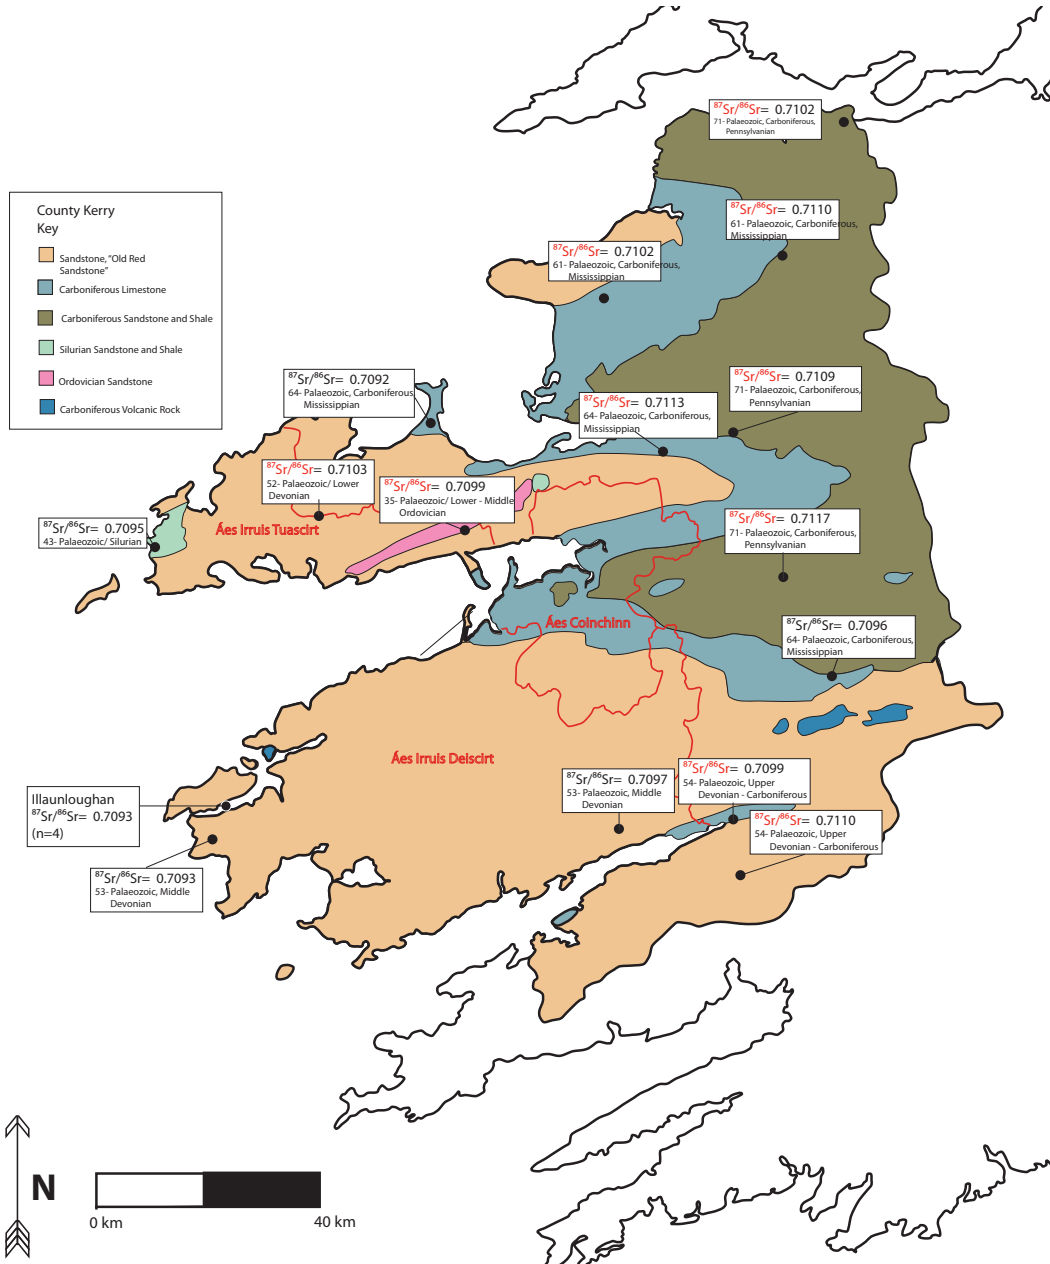 ⁸⁷Sr/⁸⁶Sr= 0.7102
71- Palaeozoic, Carboniferous,
Pennsylvanian
County Kerry
Key
Sandstone, "Old Red
Sandstone"
Carboniferous Limestone
Carboniferous Sandstone and Shale
Silurian Sandstone and Shale
Ordovician Sandstone
Carboniferous Volcanic Rock
⁸⁷Sr/⁸⁶Sr= 0.7110
61- Palaeozoic, Carboniferous,
Mississippian
⁸⁷Sr/⁸⁶Sr= 0.7102
61- Palaeozoic, Carboniferous,
Mississippian
⁸⁷Sr/⁸⁶Sr= 0.7092
64- Palaeozoic, Carboniferous,
Mississippian
⁸⁷Sr/⁸⁶Sr= 0.7109
71- Palaeozoic, Carboniferous,
Pennsylvanian
⁸⁷Sr/⁸⁶Sr= 0.7113
64- Palaeozoic, Carboniferous,
Mississippian
⁸⁷Sr/⁸⁶Sr= 0.7103
52- Palaeozoic/ Lower
Devonian
⁸⁷Sr/⁸⁶Sr= 0.7099
35- Palaeozoic/ Lower - Middle
Ordovician
⁸⁷Sr/⁸⁶Sr= 0.7095
43- Palaeozoic/ Silurian
Áes Irruis Tuascirt
⁸⁷Sr/⁸⁶Sr= 0.7117
71- Palaeozoic, Carboniferous,
Pennsylvanian
Áes Coinchinn
⁸⁷Sr/⁸⁶Sr= 0.7096
64- Palaeozoic, Carboniferous,
Mississippian
Áes Irruis Deiscirt
⁸⁷Sr/⁸⁶Sr= 0.7097
53- Palaeozoic, Middle
Devonian
⁸⁷Sr/⁸⁶Sr= 0.7099
54- Palaeozoic, Upper
Devonian - Carboniferous
Illaunloughan
⁸⁷Sr/⁸⁶Sr= 0.7093
(n=4)
⁸⁷Sr/⁸⁶Sr= 0.7110
54- Palaeozoic, Upper
Devonian - Carboniferous
⁸⁷Sr/⁸⁶Sr= 0.7093
53- Palaeozoic, Middle
Devonian
N
0 km
40 km